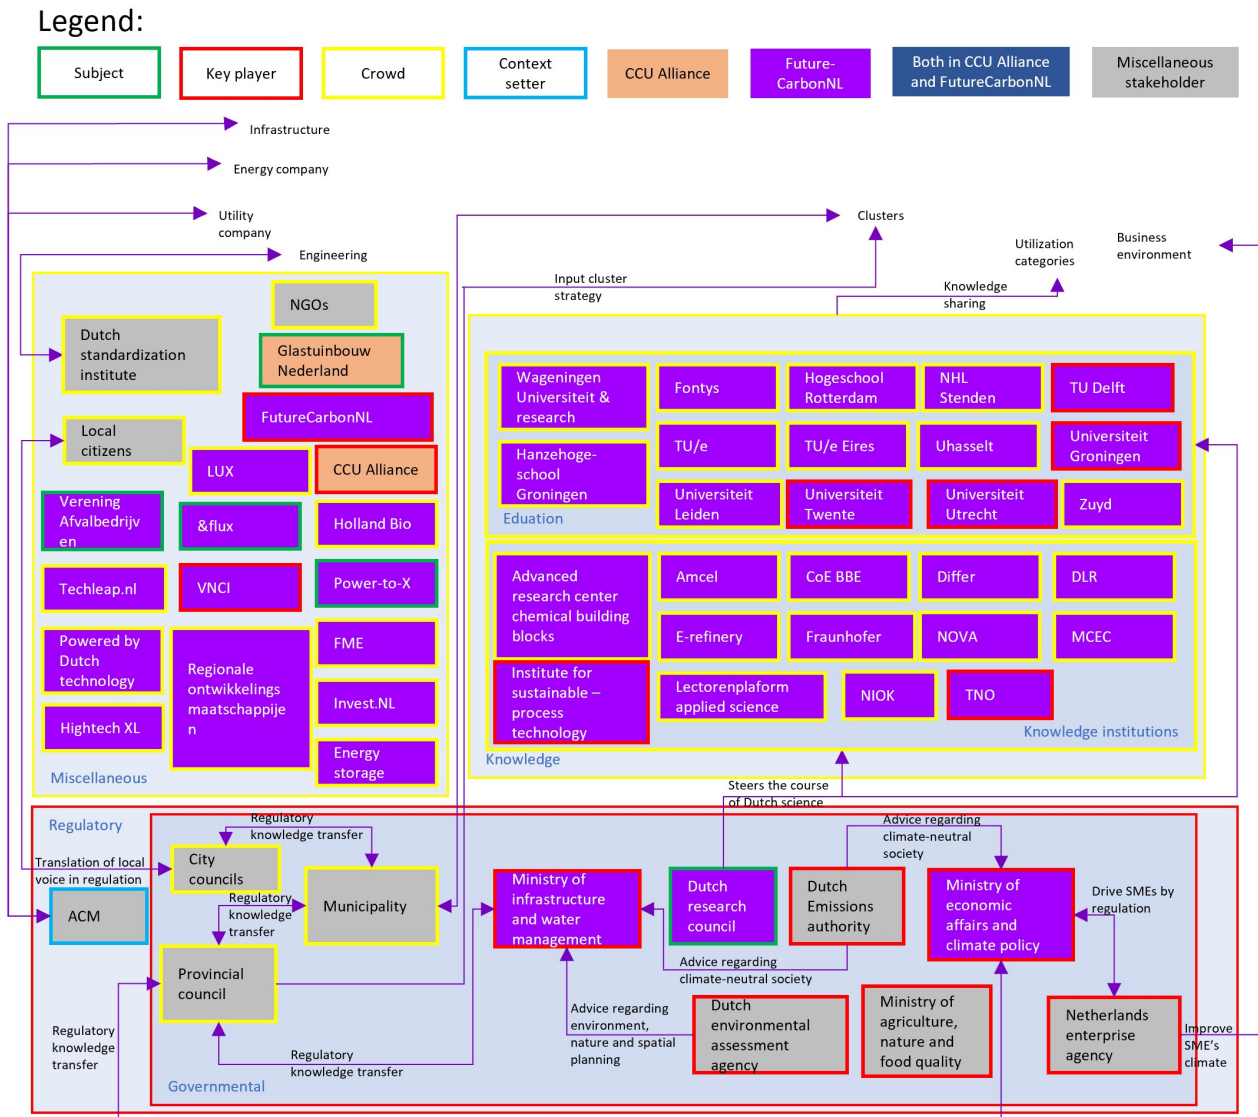 Legend:
Subject
Key player
Crowd
Context
setter
CCU Alliance
Future-
CarbonNL
Both in CCU Alliance
and FutureCarbonNL
Miscellaneous
stakeholder
Infrastructure
Energy company
Utility
company
Engineering
Clusters
Utilization
categories
Business
environment
Input cluster
strategy
Knowledge
sharing
NGOs
Dutch
standardization
institute
Glastuinbouw
Nederland
FutureCarbonNL
Local
citizens
LUX
CCU Alliance
Verening
Afvalbedrijv
en
&flux
Holland Bio
Techleap.nl
VNCI
Power-to-X
Powered by
Dutch
technology
Regionale
ontwikkelings
maatschappije
n
FME
Invest.NL
Hightech XL
Energy
storage
Miscellaneous
Wageningen
Universiteit &
research
Fontys
Hogeschool
Rotterdam
NHL
Stenden
TU Delft
Hanzehoge-
school
Groningen
TU/e
TU/e Eires
Uhasselt
Universiteit
Groningen
Universiteit
Leiden
Universiteit
Twente
Universiteit
Utrecht
Zuyd
Eduation
Advanced
research center
chemical building
blocks
Amcel
CoE BBE
Differ
DLR
E-refinery
Fraunhofer
NOVA
MCEC
Institute for
sustainable –
process
technology
Lectorenplaform
applied science
NIOK
TNO
Knowledge institutions
Knowledge
Steers the course
of Dutch science
Regulatory
Regulatory
knowledge transfer
Advice regarding
climate-neutral
society
Translation of local
voice in regulation
City
councils
ACM
Regulatory
knowledge
transfer
Municipality
Ministry of
infrastructure
and water
management
Dutch
research
council
Dutch
Emissions
authority
Ministry of
economic
affairs and
climate policy
Drive SMEs by
regulation
Provincial
council
Advice regarding
climate-neutral society
Regulatory
knowledge
transfer
Regulatory
knowledge transfer
Advice regarding
environment,
nature and spatial
planning
Dutch
environmental
assessment
agency
Ministry of
agriculture,
nature and
food quality
Netherlands
enterprise
agency
Improve
SME's
climate
Governmental